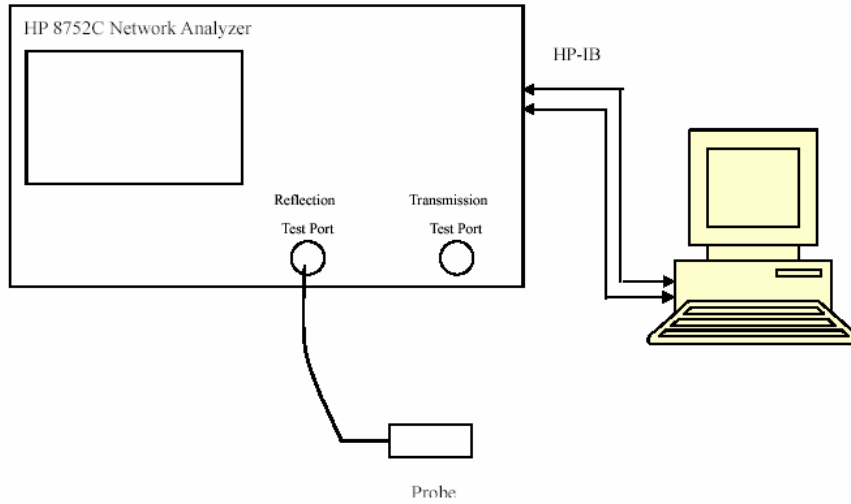 HP 8752C Network Analyzer
HP-IB
Reflection
Test Port
Transmission
Test Port
Probe